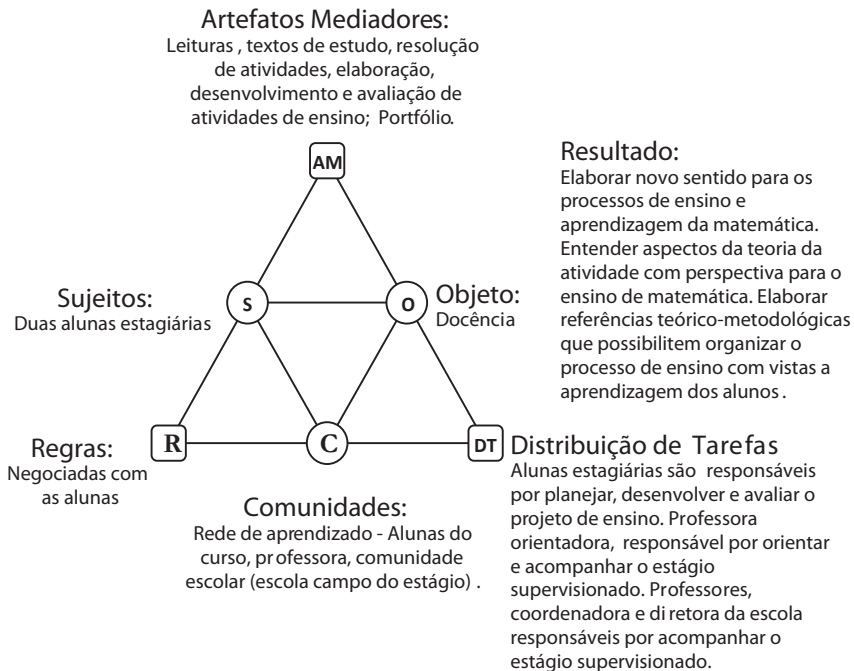 Artefatos Mediadores:
Leituras , textos de estudo, resolução
de atividades, elaboração,
desenvolvimento e avaliação de
atividades de ensino; Portfólio.
AM
Resultado:
Elaborar novo sentido para os
processos de ensino e
aprendizagem da matemática.
Entender aspectos da teoria da
atividade com perspectiva para o
ensino de matemática. Elaborar
referências teórico-metodológicas
que possibilitem organizar o
processo de ensino com vistas a
aprendizagem dos alunos .
Sujeitos:
Duas alunas estagiárias
S
O
Objeto:
Docência
Regras:
Negociadas com
as alunas
R
C
DT
Comunidades:
Rede de aprendizado - Alunas do
curso, professora, comunidade
escolar (escola campo do estágio) .
Distribuição de Tarefas
Alunas estagiárias são responsáveis
por planejar, desenvolver e avaliar o
projeto de ensino. Professora
orientadora, responsável por orientar
e acompanhar o estágio
supervisionado. Professores,
coordenadora e di retora da escola
responsáveis por acompanhar o
estágio supervisionado.